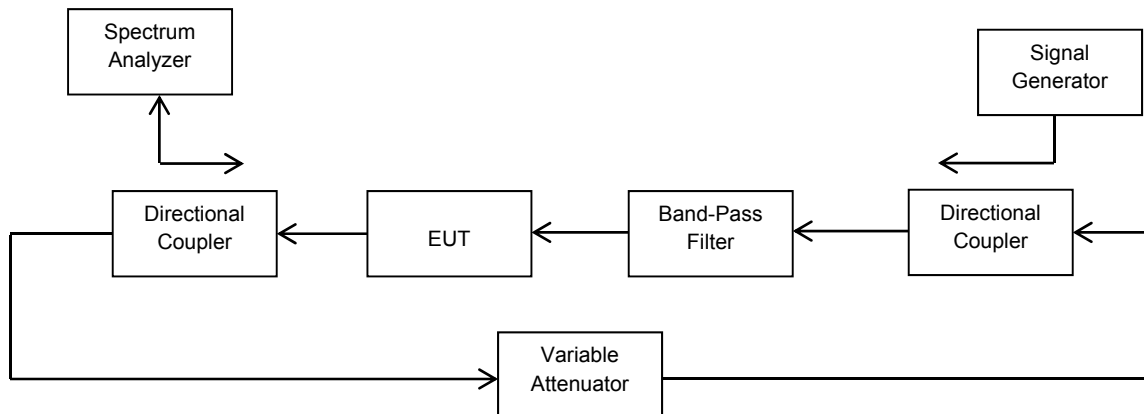 Spectrum
Analyzer
Signal
Generator
Directional
Coupler
EUT
Band-Pass
Filter
Directional
Coupler
Variable
Attenuator